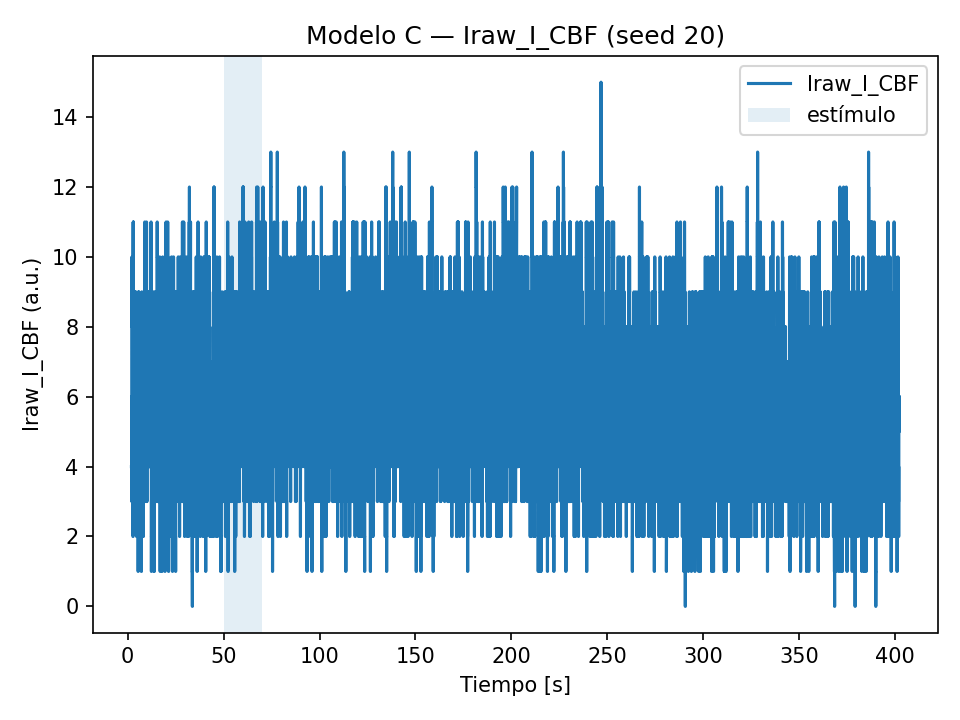 Modelo C — Iraw_I_CBF (seed 20)
Iraw_I_CBF
estímulo
Iraw_I_CBF (a.u.)
14
12
10
8
6
4
2
0
0 50 100 150 200 250 300 350 400
Tiempo [s]